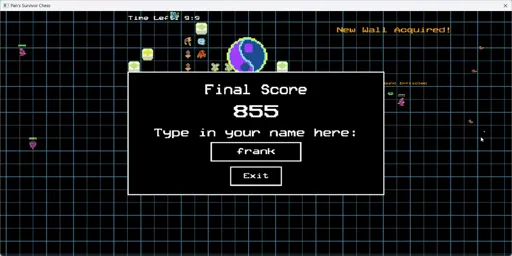 Pan's Survivor Chess
Time Left: 9:9
New Wall Acquired!
Final Score
855
Type in your name here:
frank
Exit